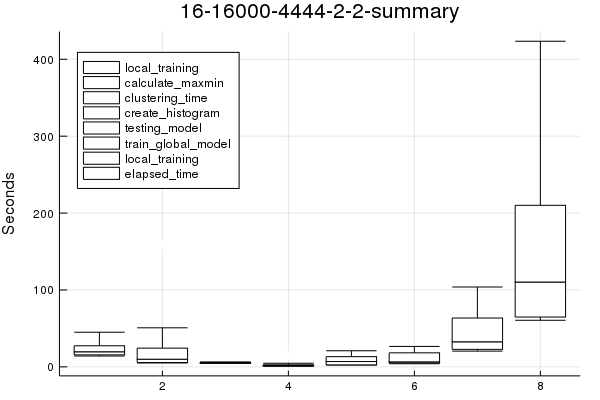 16-16000-4444-2-2-summary
400
300
200
100
0
Seconds
local_training
calculate_maxmin
clustering_time
create_histogram
testing_model
train_global_model
local_training
elapsed_time
2
4
6
8